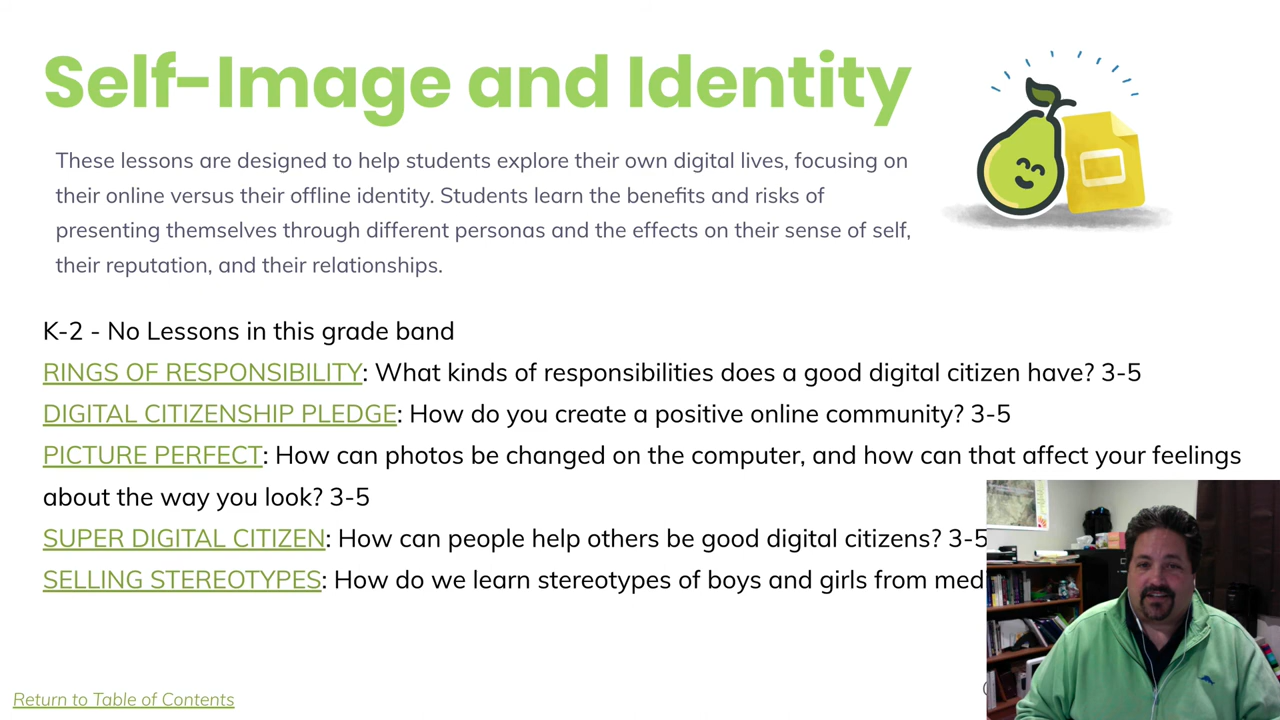 Self-Image and Identity
These lessons are designed to help students explore their own digital lives, focusing on
their online versus their offline identity. Students learn the benefits and risks of
presenting themselves through different personas and the effects on their sense of self,
their reputation, and their relationships.
K-2 - No Lessons in this grade band
RINGS OF RESPONSIBILITY: What kinds of responsibilities does a good digital citizen have? 3-5
DIGITAL CITIZENSHIP PLEDGE: How do you create a positive online community? 3-5
PICTURE PERFECT: How can photos be changed on the computer, and how can that affect your feelings
about the way you look? 3-5
SUPER DIGITAL CITIZEN: How can people help others be good digital citizens? 3-5
SELLING STEREOTYPES: How do we learn stereotypes of boys and girls from
Return to Table of Contents